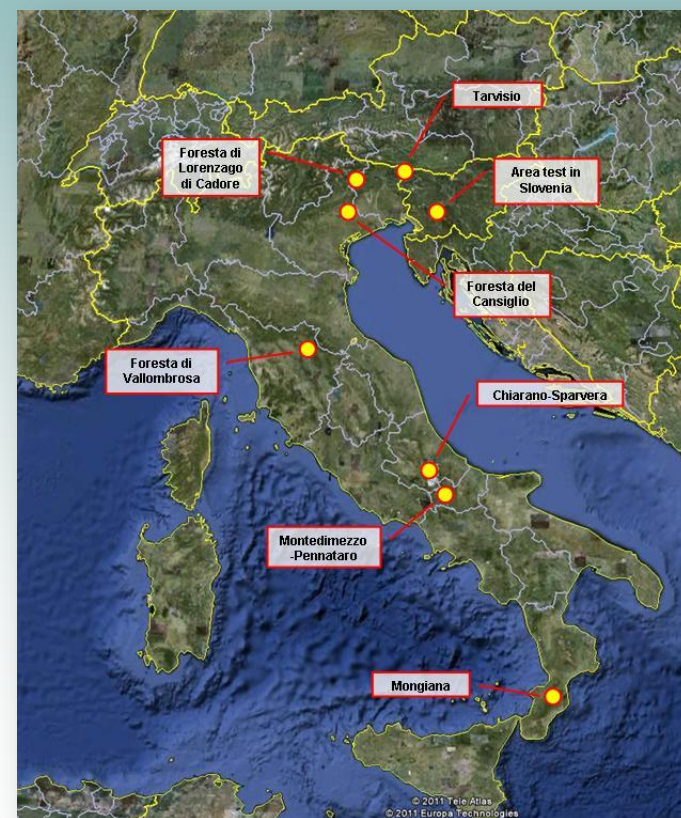 Tarvisio
Foresta di
Lorenzago
di Cadore
Area test in
Slovenia
Foresta del
Cansiglio
Foresta di
Vallombrosa
Chiarano-Sparvera
Montedimezzo
-Pennataro
Mongiana
© 2011 Tele Atlas
© 2011 Europa Technologies